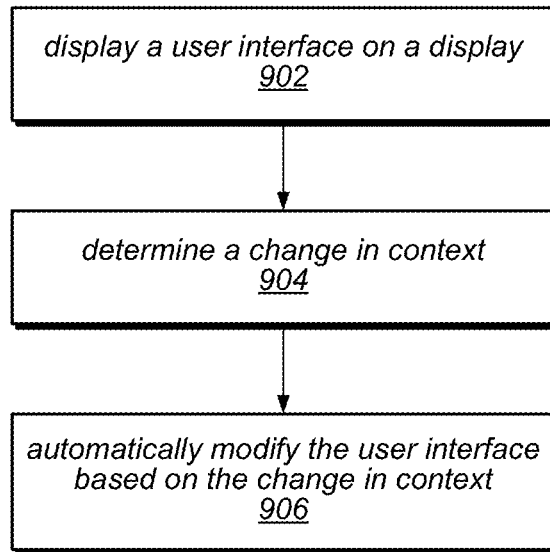 display a user interface on a display
902
determine a change in context
904
automatically modify the user interface
based on the change in context
906